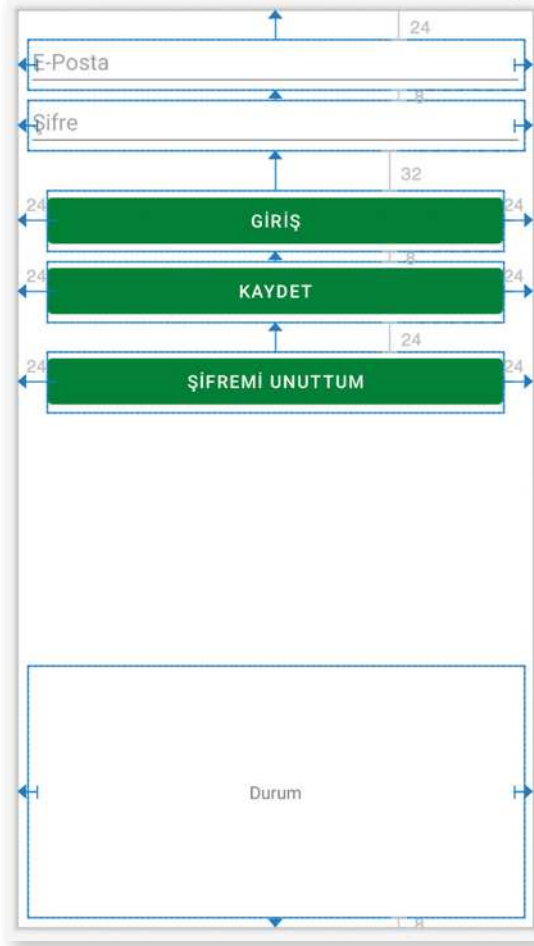 24
E-Posta
8
Şifre
32
24 24
GİRİŞ
8
24 24
KAYDET
24
24 24
ŞİFREMİ UNUTTUM
Durum
8